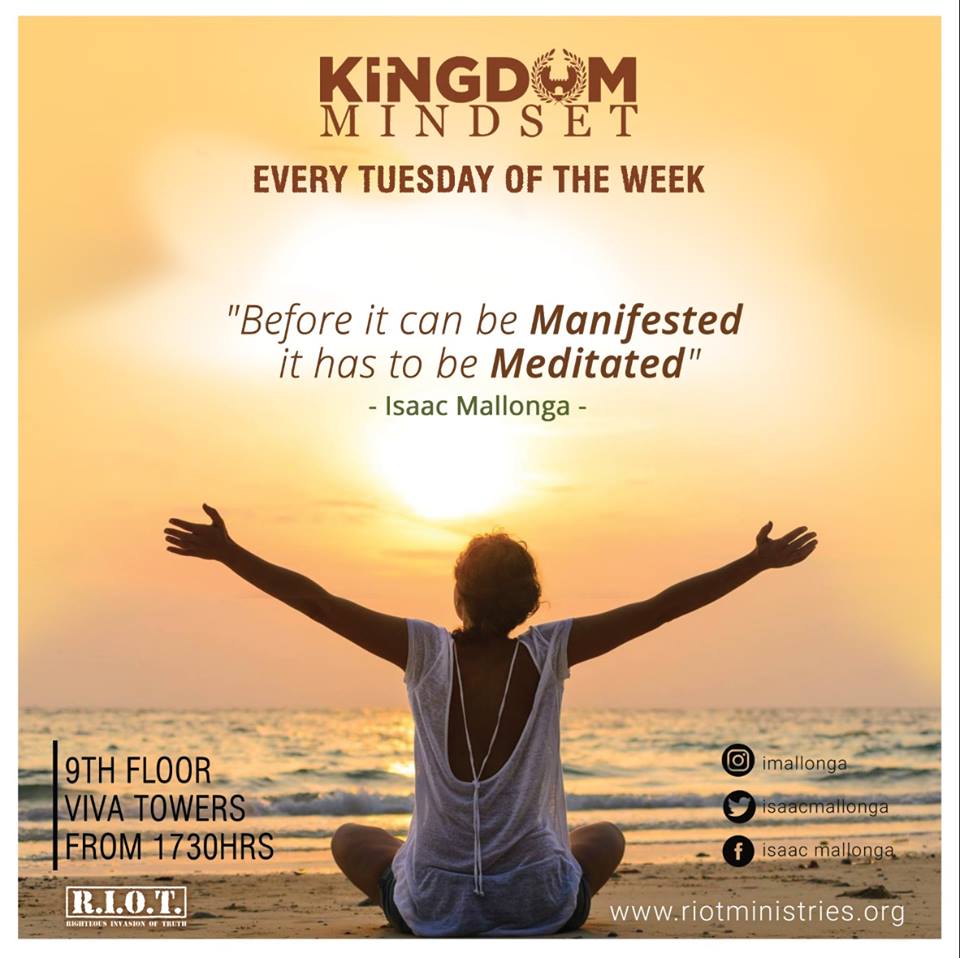 KiNGDOM
MINDSET
EVERY TUESDAY OF THE WEEK
"Before it can be Manifested
it has to be Meditated"
- Isaac Mallonga -
9TH FLOOR
VIVA TOWERS
FROM 1730HRS
R.I.O.T.
RIGHTEOUS INVASION OF TRUTH
imallonga
isaacmallonga
isaac mallonga
www.riotministries.org